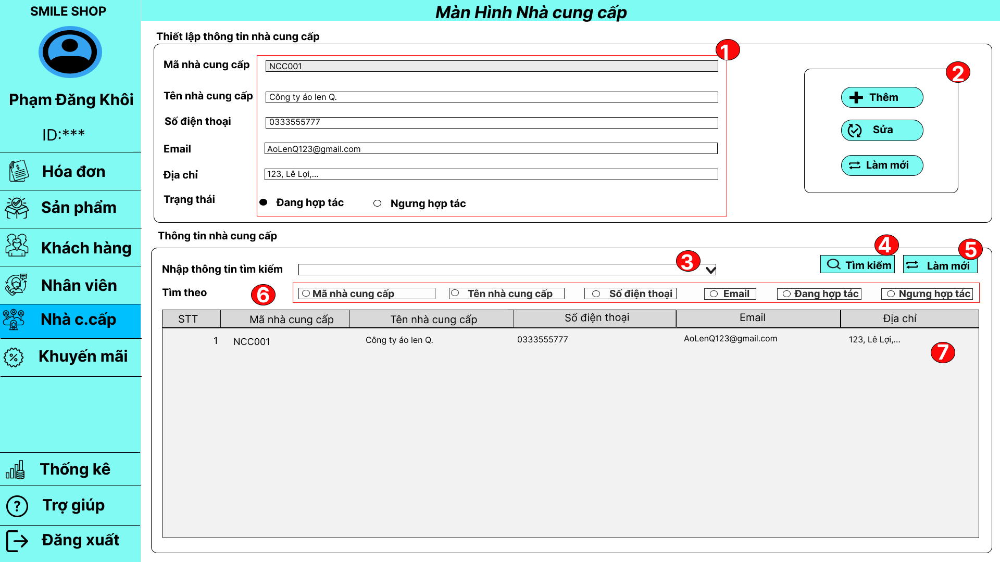 SMILE SHOP
Phạm Đăng Khôi
ID:***
Hóa đơn
Sản phẩm
Khách hàng
Nhân viên
Nhà c.cấp
Khuyến mãi
Thống kê
Trợ giúp
Đăng xuất
Màn Hình Nhà cung cấp
Thiết lập thông tin nhà cung cấp
1
Mã nhà cung cấp NCC001
Tên nhà cung cấp Công ty áo len Q.
Số điện thoại 0333555777
Email AoLenQ123@gmail.com
Địa chỉ 123, Lê Lợi,...
Trạng thái Đang hợp tác Ngưng hợp tác
2
Thêm
Sửa
Làm mới
Thông tin nhà cung cấp
Nhập thông tin tìm kiếm 3
4 Tìm kiếm
5 Làm mới
Tìm theo 6 Mã nhà cung cấp Tên nhà cung cấp Số điện thoại Email Đang hợp tác Ngưng hợp tác
STT Mã nhà cung cấp Tên nhà cung cấp Số điện thoại Email Địa chỉ
1 NCC001 Công ty áo len Q. 0333555777 AoLenQ123@gmail.com 123, Lê Lợi,...
7